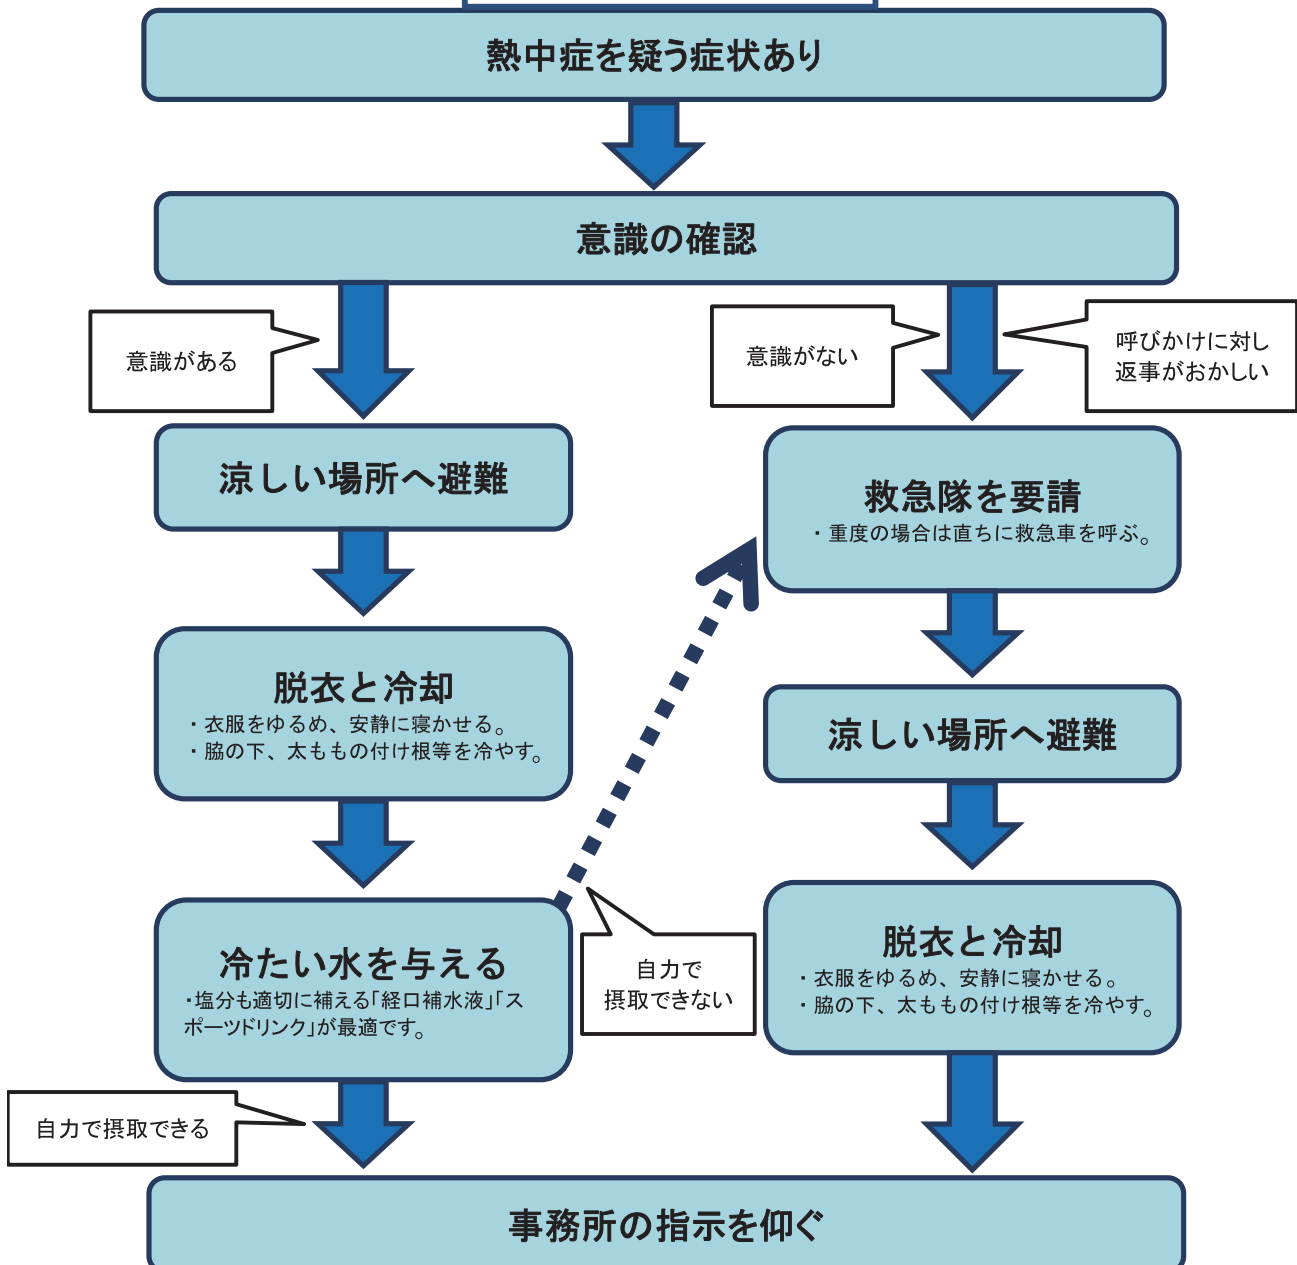 熱中症を疑う症状あり
意識の確認
意識がある
意識がない
呼びかけに対し
返事がおかしい
涼しい場所へ避難
救急隊を要請
・重度の場合は直ちに救急車を呼ぶ。
脱衣と冷却
・衣服をゆるめ、安静に寝かせる。
・脇の下、太ももの付け根等を冷やす。
涼しい場所へ避難
冷たい水を与える
・塩分も適切に補える「経口補水液」「ス
ポーツドリンク」が最適です。
自力で
摂取できない
脱衣と冷却
・衣服をゆるめ、安静に寝かせる。
・脇の下、太ももの付け根等を冷やす。
自力で摂取できる
事務所の指示を仰ぐ